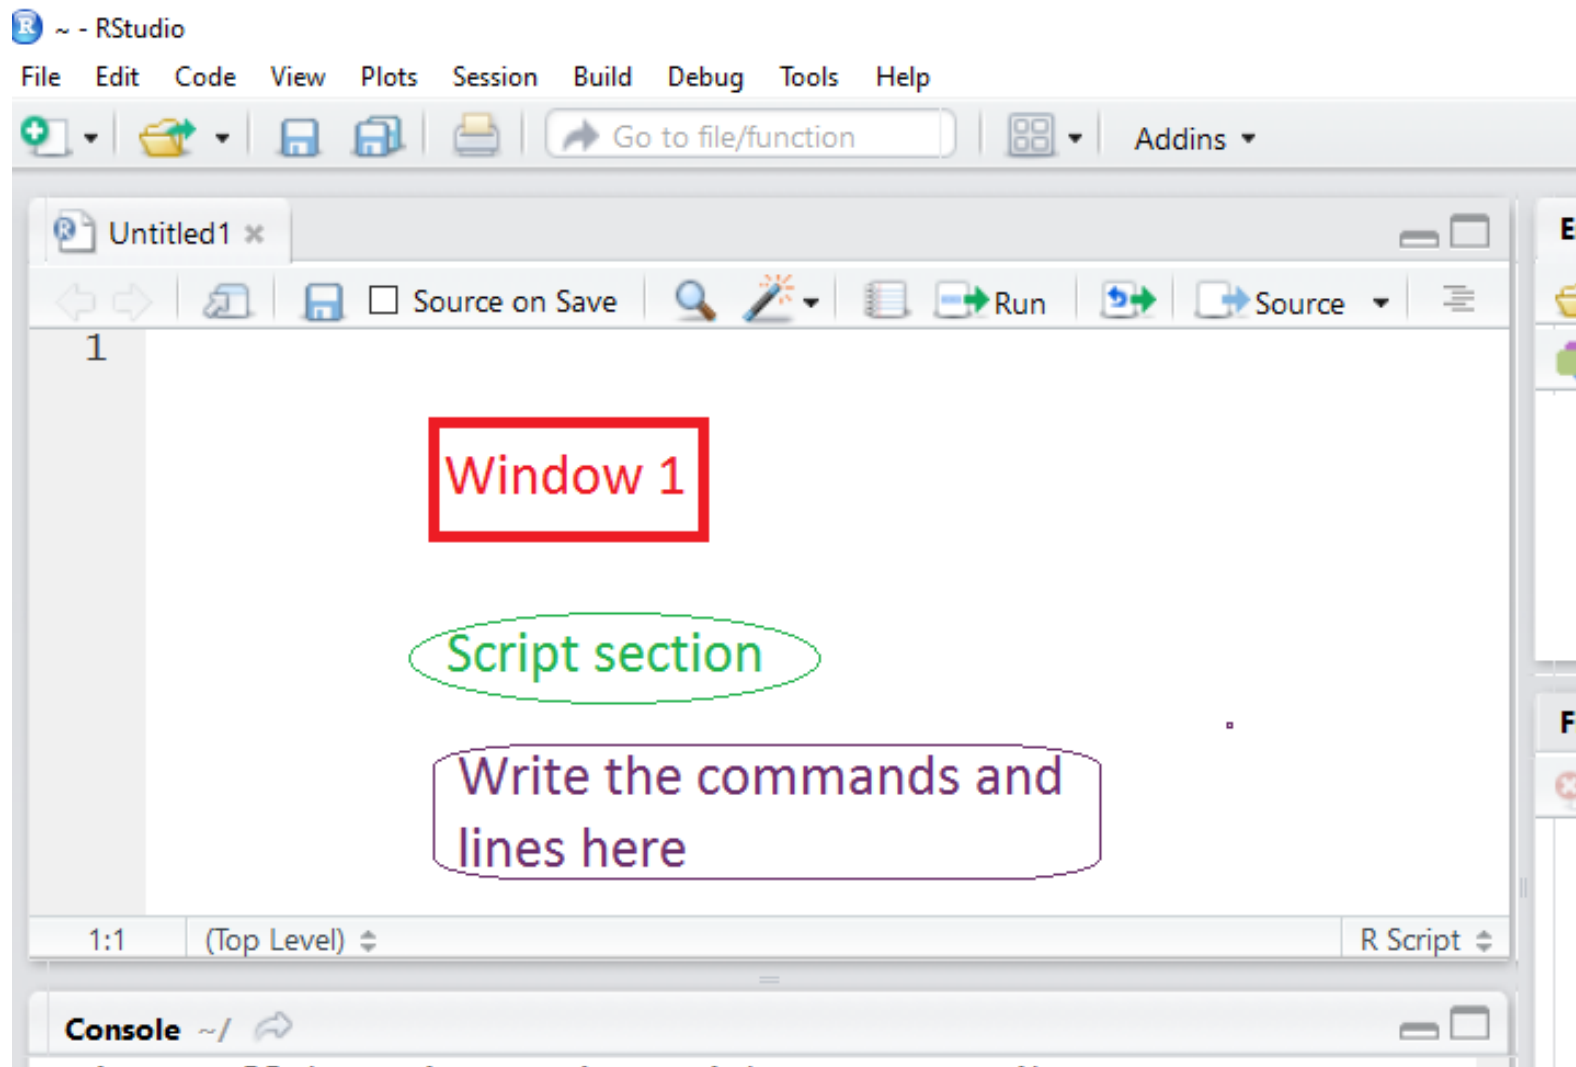 ~ - RStudio
File Edit Code View Plots Session Build Debug Tools Help
Go to file/function Addins
Untitled1
Source on Save Run Source
1
Window 1
Script section
Write the commands and
lines here
1:1 (Top Level) R Script
Console ~/